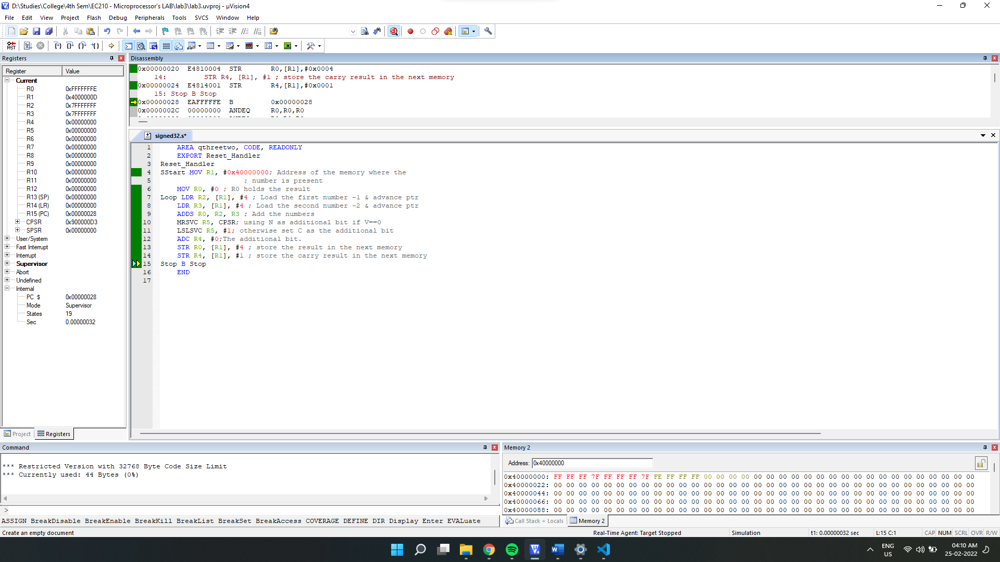 D:\Studies\College\4th Sem\EC210 - Microprocessor's LAB\lab3\lab3.uvproj - µVision4
File Edit View Project Flash Debug Peripherals Tools SVCS Window Help
Registers
Register Value
Current
R0 0xFFFFFFFE
R1 0x4000000D
R2 0x7FFFFFFF
R3 0x7FFFFFFF
R4 0x00000000
R5 0x00000000
R6 0x00000000
R7 0x00000000
R8 0x00000000
R9 0x00000000
R10 0x00000000
R11 0x00000000
R12 0x00000000
R13 (SP) 0x00000000
R14 (LR) 0x00000000
R15 (PC) 0x00000028
CPSR 0x900000D3
SPSR 0x00000000
User/System
Fast Interrupt
Interrupt
Supervisor
Abort
Undefined
Internal
PC $ 0x00000028
Mode Supervisor
States 19
Sec 0.00000032
Project Registers
Disassembly
0x00000020 E4810004 STR R0,[R1],#0x0004
14: STR R4, [R1], #1 ; store the carry result in the next memory
0x00000024 E4814001 STR R4,[R1],#0x0001
15: Stop B Stop
0x00000028 EAFFFFFE B 0x00000028
0x0000002C 00000000 ANDEQ R0,R0,R0
signed32.s*
1 AREA qthreetwo, CODE, READONLY
2 EXPORT Reset_Handler
3 Reset_Handler
4 SStart MOV R1, #0x40000000; Address of the memory where the
5 ; number is present
6 MOV R0, #0 ; R0 holds the result
7 Loop LDR R2, [R1], #4 ; Load the first number -1 & advance ptr
8 LDR R3, [R1], #4 ; Load the second number -2 & advance ptr
9 ADDS R0, R2, R3 ; Add the numbers
10 MRSVC R5, CPSR; using N as additional bit if V==0
11 LSLSVC R5, #1; otherwise set C as the additional bit
12 ADC R4, #0;The additional bit.
13 STR R0, [R1], #4 ; store the result in the next memory
14 STR R4, [R1], #1 ; store the carry result in the next memory
15 Stop B Stop
16 END
17
Command
*** Restricted Version with 32768 Byte Code Size Limit
*** Currently used: 44 Bytes (0%)
>
ASSIGN BreakDisable BreakEnable BreakKill BreakList BreakSet BreakAccess COVERAGE DEFINE DIR Display Enter EVALuate
Memory 2
Address: 0x40000000
0x40000000: FF FF FF 7F FF FF FF 7F FE FF FF FF 00 00 00 00 00 00 00 00 00 00 00 00 00 00 00 00 00 00 00 00 00 00
0x40000022: 00 00 00 00 00 00 00 00 00 00 00 00 00 00 00 00 00 00 00 00 00 00 00 00 00 00 00 00 00 00 00 00 00 00
0x40000044: 00 00 00 00 00 00 00 00 00 00 00 00 00 00 00 00 00 00 00 00 00 00 00 00 00 00 00 00 00 00 00 00 00 00
0x40000066: 00 00 00 00 00 00 00 00 00 00 00 00 00 00 00 00 00 00 00 00 00 00 00 00 00 00 00 00 00 00 00 00 00 00
0x40000088: 00 00 00 00 00 00 00 00 00 00 00 00 00 00 00 00 00 00 00 00 00 00 00 00 00 00 00 00 00 00 00 00 00 00
Call Stack + Locals Memory 2
Create an empty document Real-Time Agent: Target Stopped Simulation t1: 0.00000032 sec L:15 C:1 CAP NUM SCRL OVR R/W
ENG
US
04:10 AM
25-02-2022